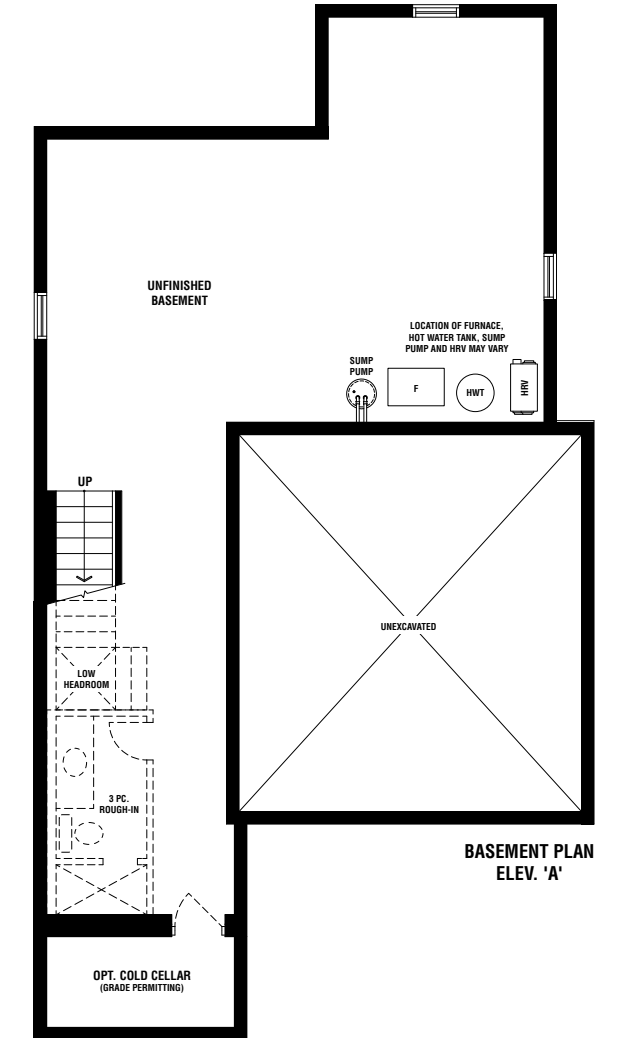 UNFINISHED
BASEMENT
LOCATION OF FURNACE,
HOT WATER TANK, SUMP
PUMP AND HRV MAY VARY
SUMP
PUMP
F
HWT
HRV
UP
UNEXCAVATED
LOW
HEADROOM
3 PC.
ROUGH-IN
BASEMENT PLAN
ELEV. 'A'
OPT. COLD CELLAR
(GRADE PERMITTING)